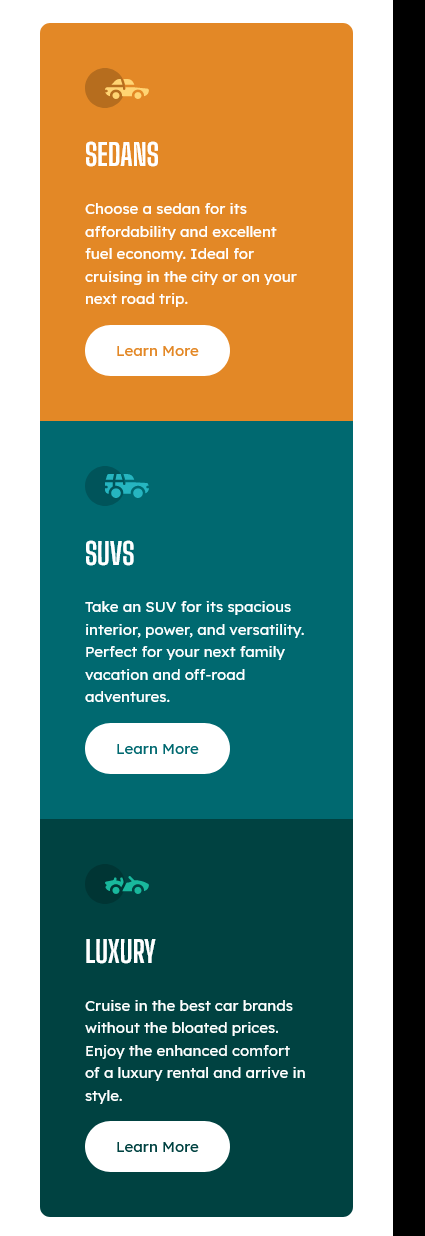 SEDANS
Choose a sedan for its
affordability and excellent
fuel economy. Ideal for
cruising in the city or on your
next road trip.
Learn More
SUVS
Take an SUV for its spacious
interior, power, and versatility.
Perfect for your next family
vacation and off-road
adventures.
Learn More
LUXURY
Cruise in the best car brands
without the bloated prices.
Enjoy the enhanced comfort
of a luxury rental and arrive in
style.
Learn More